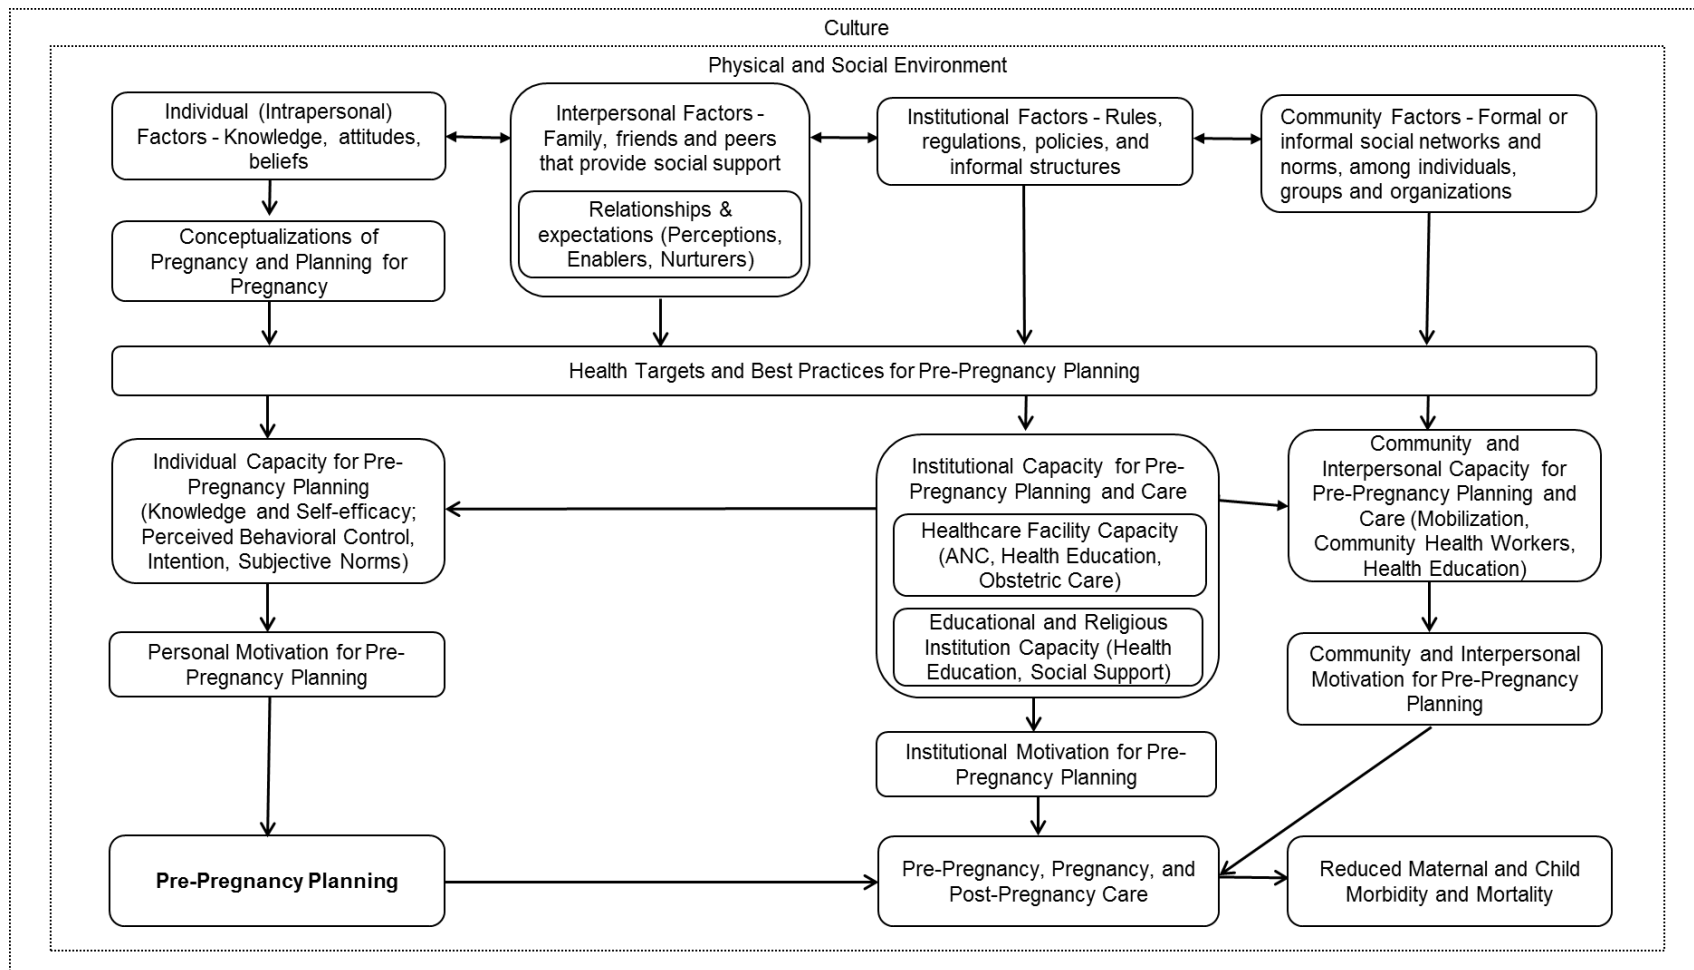 Culture
Physical and Social Environment
Individual (Intrapersonal)
Factors - Knowledge, attitudes,
beliefs
Interpersonal Factors -
Family, friends and peers
that provide social support
Relationships &
expectations (Perceptions,
Enablers, Nurturers)
Institutional Factors - Rules,
regulations, policies, and
informal structures
Community Factors - Formal or
informal social networks and
norms, among individuals,
groups and organizations
Conceptualizations of
Pregnancy and Planning for
Pregnancy
Health Targets and Best Practices for Pre-Pregnancy Planning
Individual Capacity for Pre-
Pregnancy Planning
(Knowledge and Self-efficacy;
Perceived Behavioral Control,
Intention, Subjective Norms)
Institutional Capacity for Pre-
Pregnancy Planning and Care
Healthcare Facility Capacity
(ANC, Health Education,
Obstetric Care)
Educational and Religious
Institution Capacity (Health
Education, Social Support)
Community and
Interpersonal Capacity for
Pre-Pregnancy Planning and
Care (Mobilization,
Community Health Workers,
Health Education)
Personal Motivation for Pre-
Pregnancy Planning
Institutional Motivation for Pre-
Pregnancy Planning
Community and Interpersonal
Motivation for Pre-Pregnancy
Planning
Pre-Pregnancy Planning
Pre-Pregnancy, Pregnancy, and
Post-Pregnancy Care
Reduced Maternal and Child
Morbidity and Mortality